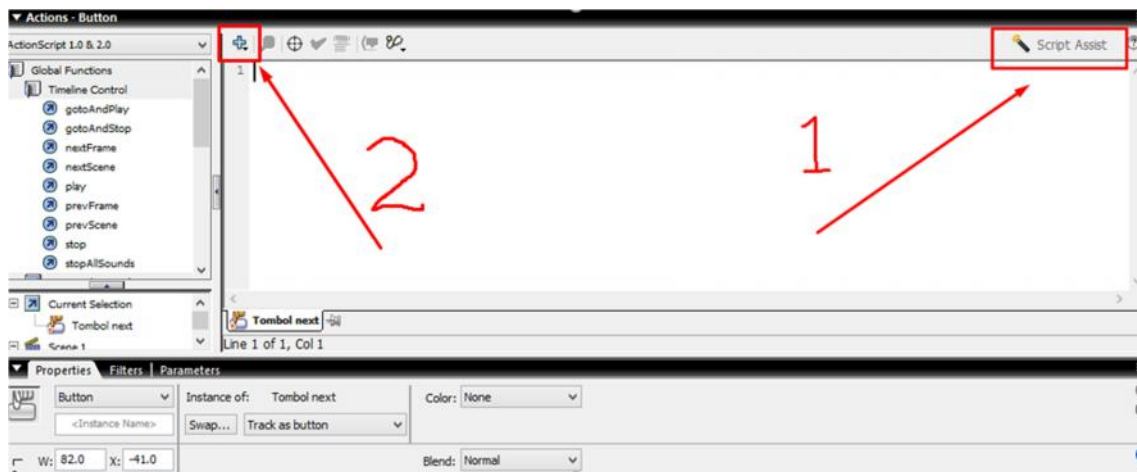 Actions - Button
ActionScript 1.0 & 2.0
Script Assist
Global Functions
Timeline Control
gotoAndPlay
gotoAndStop
nextFrame
nextScene
play
prevFrame
prevScene
stop
stopAllSounds
1
2
1
Current Selection
Tombol next
Scene 1
Tombol next
Line 1 of 1, Col 1
Properties Filters Parameters
Button Instance of: Tombol next Color: None
<Instance Name> Swap... Track as button
W: 82.0 X: -41.0 Blend: Normal